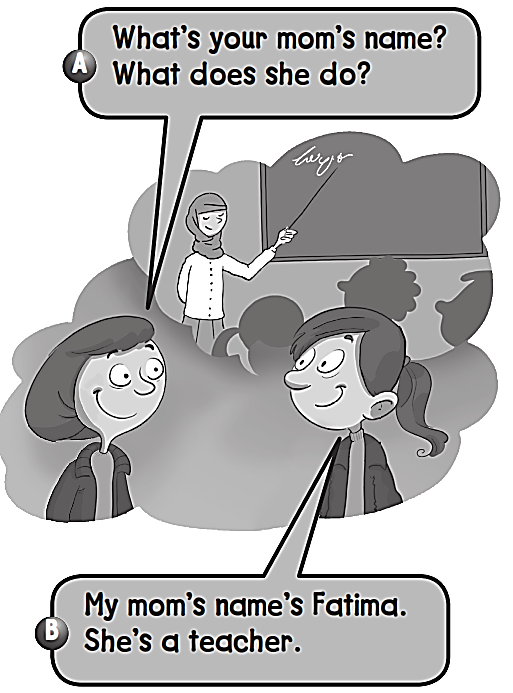 A
What's your mom's name?
What does she do?
B
My mom's name's Fatima.
She's a teacher.